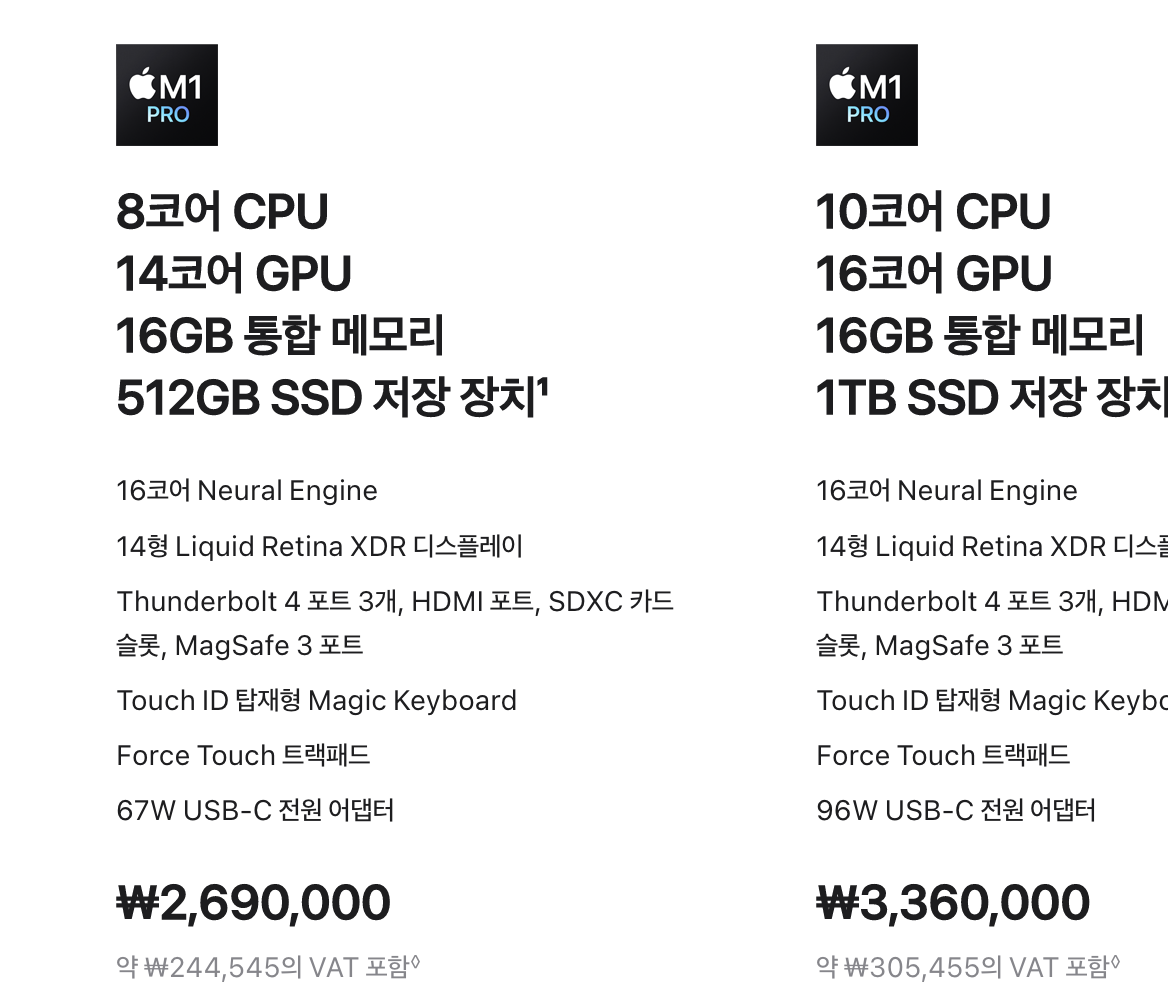 M1
PRO
8코어 CPU
14코어 GPU
16GB 통합 메모리
512GB SSD 저장 장치¹
16코어 Neural Engine
14형 Liquid Retina XDR 디스플레이
Thunderbolt 4 포트 3개, HDMI 포트, SDXC 카드
슬롯, MagSafe 3 포트
Touch ID 탑재형 Magic Keyboard
Force Touch 트랙패드
67W USB-C 전원 어댑터
₩2,690,000
약 ₩244,545의 VAT 포함◊
M1
PRO
10코어 CPU
16코어 GPU
16GB 통합 메모리
1TB SSD 저장 장치
16코어 Neural Engine
14형 Liquid Retina XDR
Thunderbolt 4 포트 3개,
슬롯, MagSafe 3 포트
Touch ID 탑재형 Magic
Force Touch 트랙패드
96W USB-C 전원 어댑터
₩3,360,000
약 ₩305,455의 VAT 포함◊